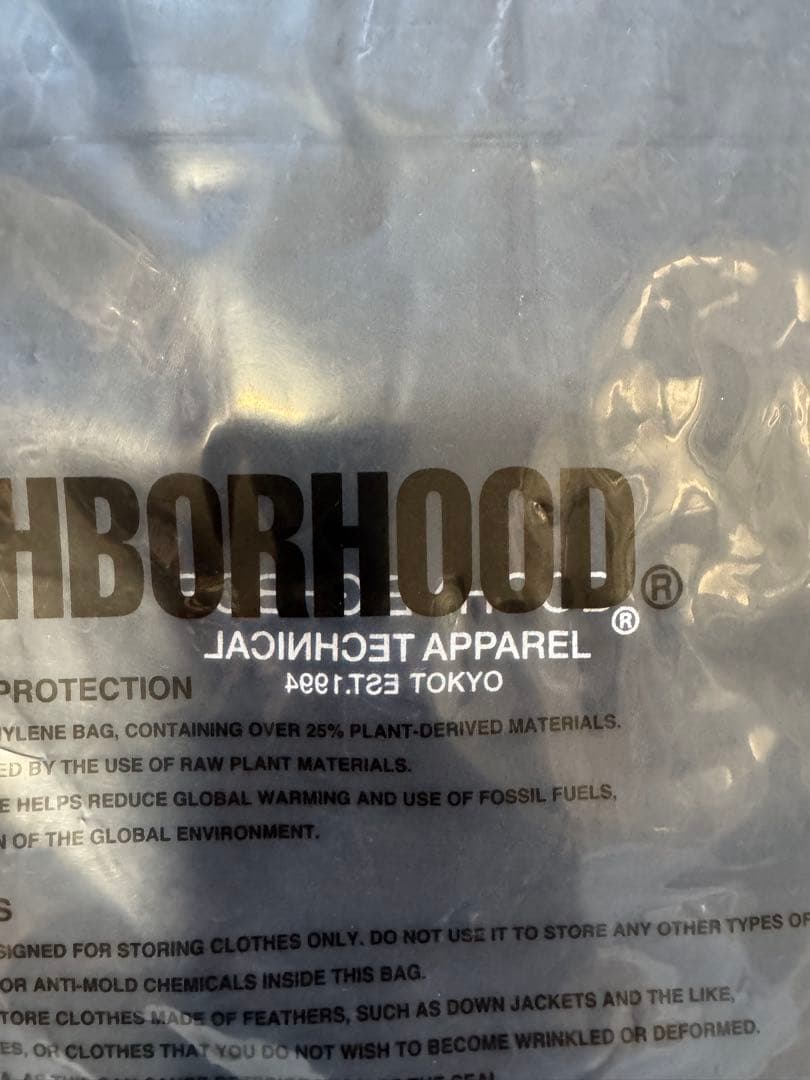 HBORHOOD®
®
TECHNICAL APPAREL
TOKYO EST.1994
PROTECTION
YLENE BAG, CONTAINING OVER 25% PLANT-DERIVED MATERIALS.
ED BY THE USE OF RAW PLANT MATERIALS.
E HELPS REDUCE GLOBAL WARMING AND USE OF FOSSIL FUELS,
N OF THE GLOBAL ENVIRONMENT.
S
SIGNED FOR STORING CLOTHES ONLY. DO NOT USE IT TO STORE ANY OTHER TYPES OF
OR ANTI-MOLD CHEMICALS INSIDE THIS BAG.
TORE CLOTHES MADE OF FEATHERS, SUCH AS DOWN JACKETS AND THE LIKE,
ES, OR CLOTHES THAT YOU DO NOT WISH TO BECOME WRINKLED OR DEFORMED.